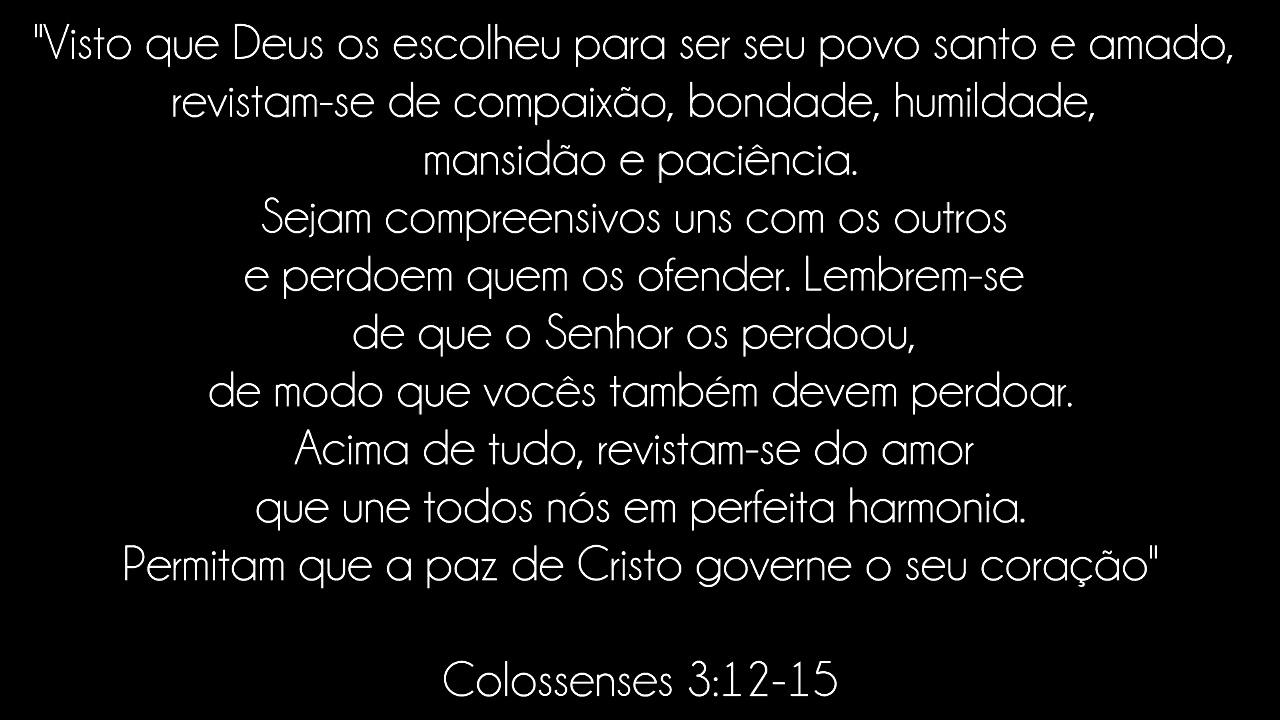 "Visto que Deus os escolheu para ser seu povo santo e amado,
revistam-se de compaixão, bondade, humildade,
mansidão e paciência.
Sejam compreensivos uns com os outros
e perdoem quem os ofender. Lembrem-se
de que o Senhor os perdoou,
de modo que vocês também devem perdoar.
Acima de tudo, revistam-se do amor
que une todos nós em perfeita harmonia.
Permitam que a paz de Cristo governe o seu coração"
Colossenses 3:12-15